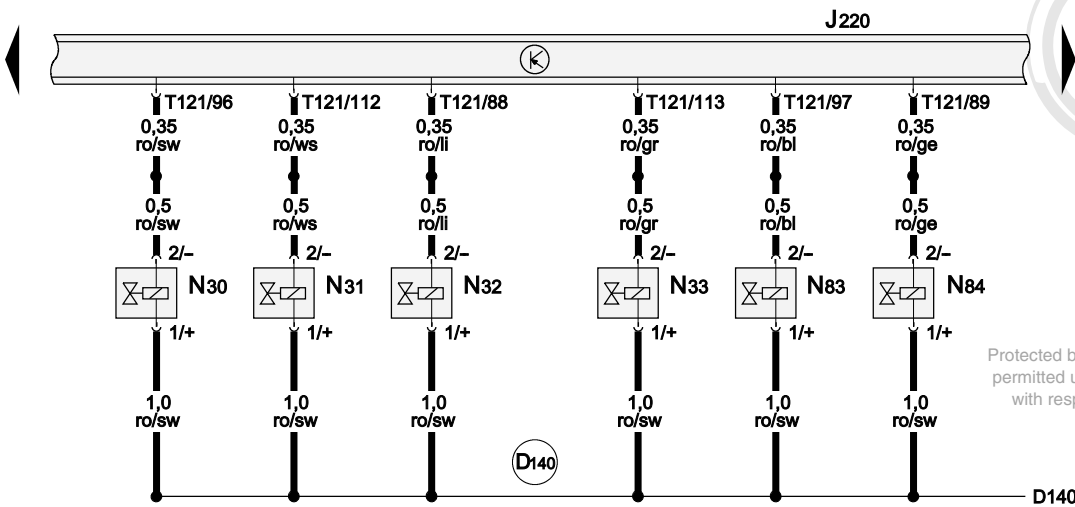 J220
T121/96 T121/112 T121/88 T121/113 T121/97 T121/89
0,35 0,35 0,35 0,35 0,35 0,35
ro/sw ro/ws ro/li ro/gr ro/bl ro/ge
0,5 0,5 0,5 0,5 0,5 0,5
ro/sw ro/ws ro/li ro/gr ro/bl ro/ge
2/– 2/– 2/– 2/– 2/– 2/–
N30 N31 N32 N33 N83 N84
1/+ 1/+ 1/+ 1/+ 1/+ 1/+
Protected b
permitted u
with resp
1,0 1,0 1,0 1,0 1,0 1,0
ro/sw ro/sw ro/sw ro/sw ro/sw ro/sw
D140
D140